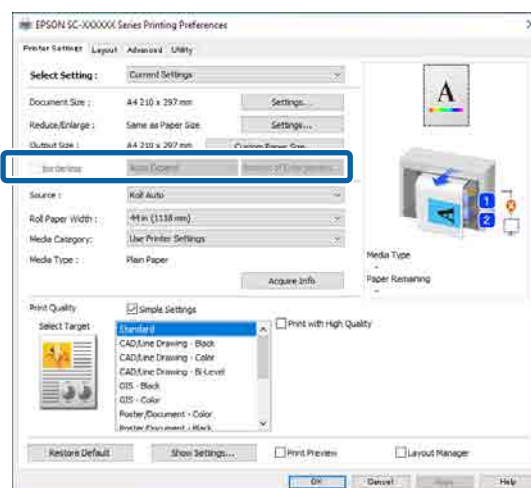 EPSON SC-XXXXXX Series Printing Preferences
Printer Settings Layout Advanced Utility
Select Setting : Current Settings
Document Size : A4 210 x 297 mm Settings...
Reduce/Enlarge : Same as Paper Size Settings...
Output Size : A4 210 x 297 mm Custom Paper Size...
Borderless Auto Expand Amount of Enlargement...
Source : Roll Auto
Roll Paper Width : 44 in (1118 mm)
Media Category: Use Printer Settings
Media Type : Plain Paper
Acquire Info
A
1
2
Media Type
-
Paper Remaining
-
Print Quality Simple Settings
Select Target
Standard
CAD/Line Drawing - Black
CAD/Line Drawing - Color
CAD/Line Drawing - Bi-Level
GIS - Black
GIS - Color
Poster/Document - Color
Poster/Document - Black
Print with High Quality
Restore Default Show Settings... Print Preview Layout Manager
OK Cancel Apply Help